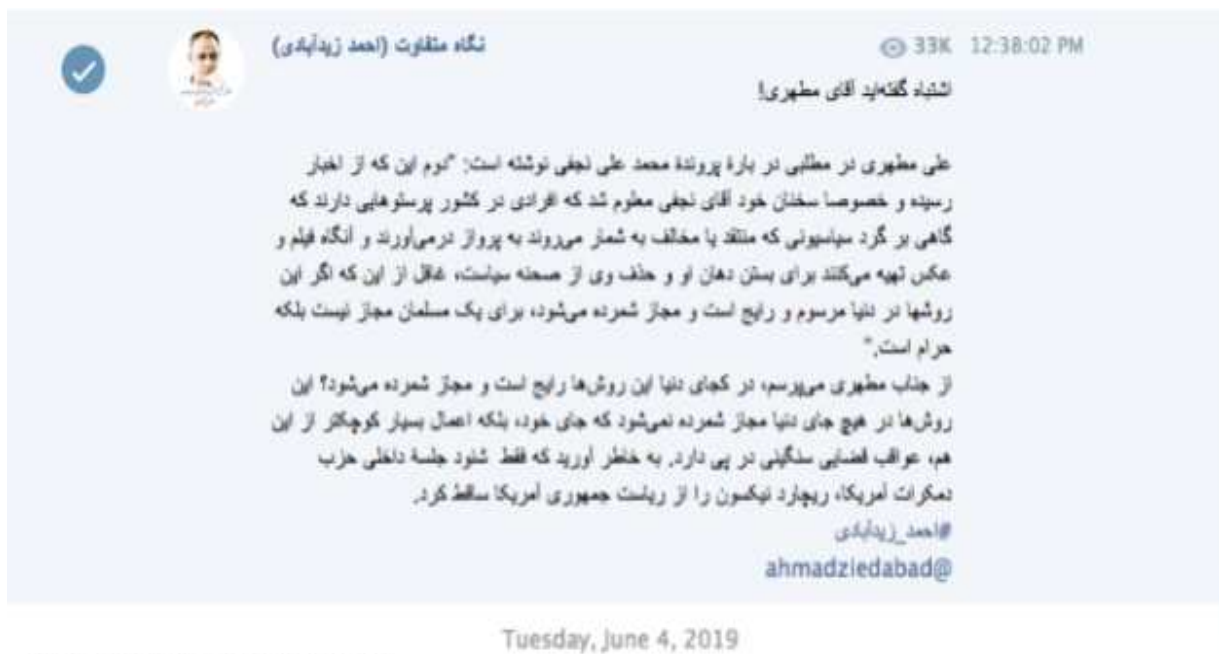 نگاه متفاوت (احمد زیدآبادی)
33K 12:38:02 PM
اشتباه گفته‌اید آقای مطهری!
علی مطهری در مطلبی در بارهٔ پروندهٔ محمد علی نجفی نوشته است: "دوم این که از اخبار
رسیده و خصوصا سخنان خود آقای نجفی معلوم شد که افرادی در کشور پرستوهایی دارند که
گاهی بر گرد سیاسیونی که منتقد یا مخالف به شمار می‌روند به پرواز درمی‌آورند و آنگاه فیلم و
عکس تهیه می‌کنند برای بستن دهان او و حذف وی از صحنه سیاست، غافل از این که اگر این
روشها در دنیا مرسوم و رایج است و مجاز شمرده می‌شود، برای یک مسلمان مجاز نیست بلکه
حرام است."
از جناب مطهری می‌پرسم، در کجای دنیا این روش‌ها رایج است و مجاز شمرده می‌شود؟ این
روش‌ها در هیچ جای دنیا مجاز شمرده نمی‌شود که جای خود، بلکه اعمال بسیار کوچکتر از این
هم، عواقب قضایی سنگینی در پی دارد. به خاطر آورید که فقط شنود جلسهٔ داخلی حزب
دمکرات آمریکا، ریچارد نیکسون را از ریاست جمهوری آمریکا ساقط کرد.
#احمد_زیدآبادی
@ahmadziedabad
Tuesday, June 4, 2019